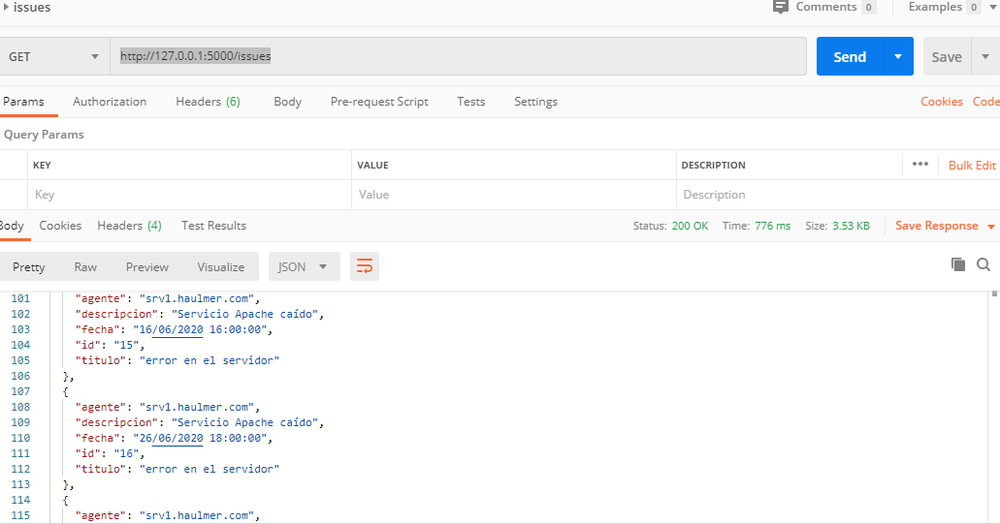 issues Comments 0 Examples 0
GET http://127.0.0.1:5000/issues Send Save
Params Authorization Headers (6) Body Pre-request Script Tests Settings Cookies Code
Query Params
KEY VALUE DESCRIPTION ••• Bulk Edit
Key Value Description
Body Cookies Headers (4) Test Results Status: 200 OK Time: 776 ms Size: 3.53 KB Save Response
Pretty Raw Preview Visualize JSON
101 "agente": "srv1.haulmer.com",
102 "descripcion": "Servicio Apache caído",
103 "fecha": "16/06/2020 16:00:00",
104 "id": "15",
105 "titulo": "error en el servidor"
106 },
107 {
108 "agente": "srv1.haulmer.com",
109 "descripcion": "Servicio Apache caído",
110 "fecha": "26/06/2020 18:00:00",
111 "id": "16",
112 "titulo": "error en el servidor"
113 },
114 {
115 "agente": "srv1.haulmer.com",